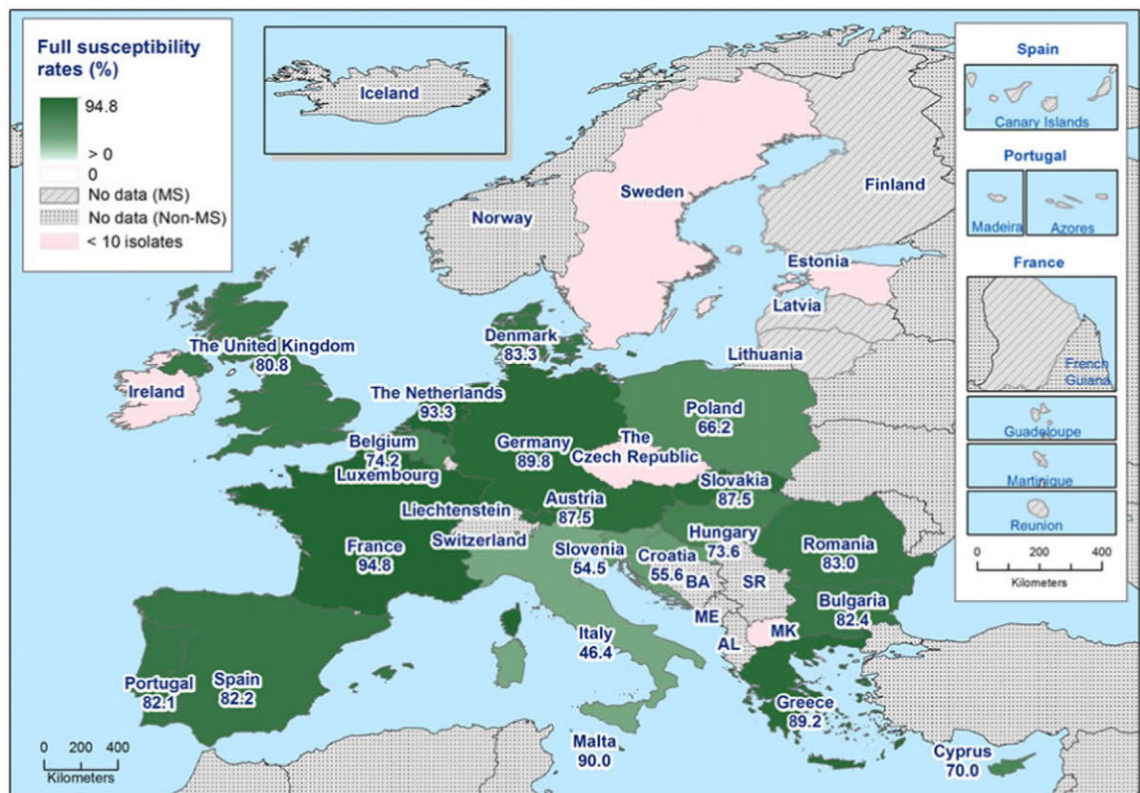 Full susceptibility
rates (%)
94.8
> 0
0
No data (MS)
No data (Non-MS)
< 10 isolates
Iceland
Norway
Sweden
Finland
Estonia
Latvia
Lithuania
Denmark
83.3
The United Kingdom
80.8
Ireland
The Netherlands
93.3
Poland
66.2
Belgium
74.2
Luxembourg
Germany
89.8
The
Czech Republic
Slovakia
87.5
Austria
87.5
Liechtenstein
Switzerland
France
94.8
Slovenia
54.5
Croatia
55.6
Hungary
73.6
Romania
83.0
BA
SR
Bulgaria
82.4
ME
MK
AL
Italy
46.4
Portugal
82.1
Spain
82.2
Greece
89.2
Malta
90.0
Cyprus
70.0
0 200 400
Kilometers
Spain
Canary Islands
Portugal
Madeira
Azores
France
French
Guiana
Guadeloupe
Martinique
Reunion
0 200 400
Kilometers